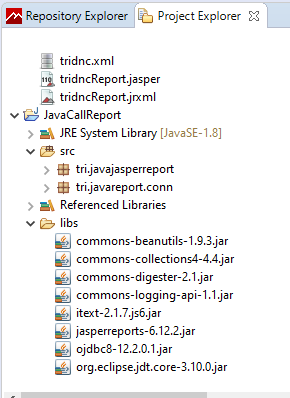 Repository Explorer Project Explorer
tridnc.xml
tridncReport.jasper
tridncReport.jrxml
JavaCallReport
JRE System Library [JavaSE-1.8]
src
tri.javajasperreport
tri.javareport.conn
Referenced Libraries
libs
commons-beanutils-1.9.3.jar
commons-collections4-4.4.jar
commons-digester-2.1.jar
commons-logging-api-1.1.jar
itext-2.1.7.js6.jar
jasperreports-6.12.2.jar
ojdbc8-12.2.0.1.jar
org.eclipse.jdt.core-3.10.0.jar